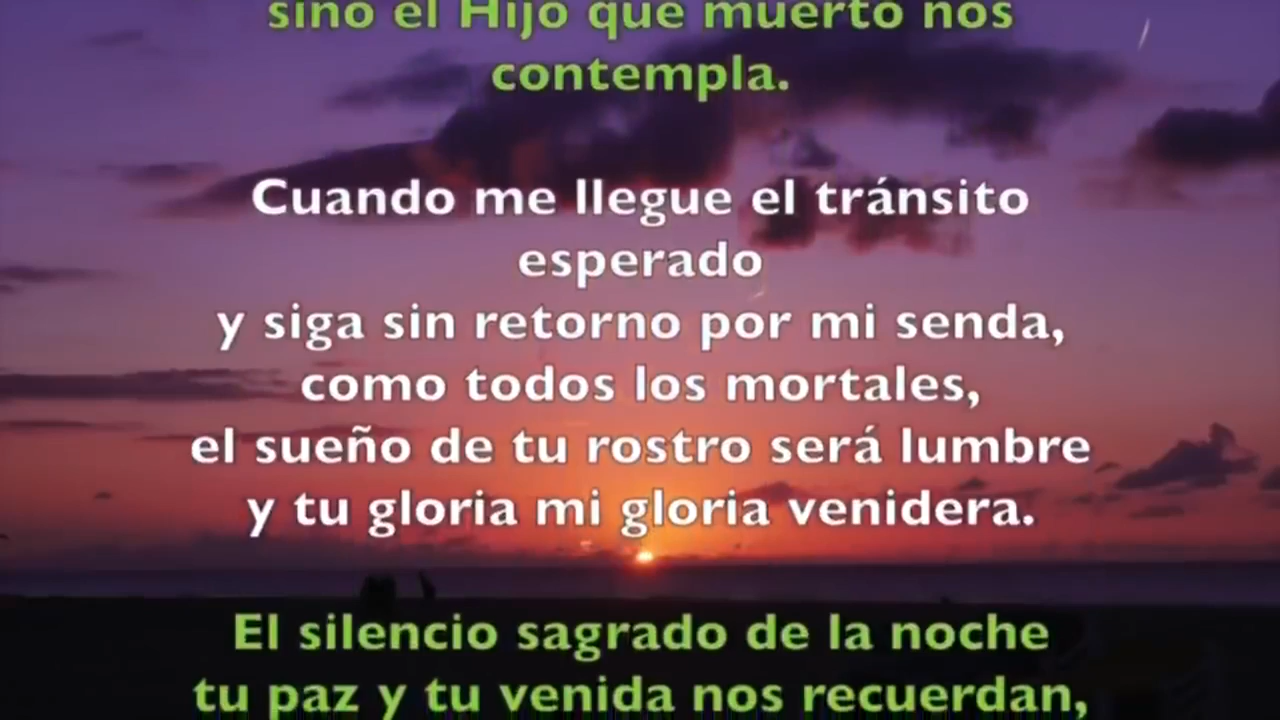 sino el Hijo que muerto nos
contempla.
Cuando me llegue el tránsito
esperado
y siga sin retorno por mi senda,
como todos los mortales,
el sueño de tu rostro será lumbre
y tu gloria mi gloria venidera.
El silencio sagrado de la noche
tu paz y tu venida nos recuerdan,